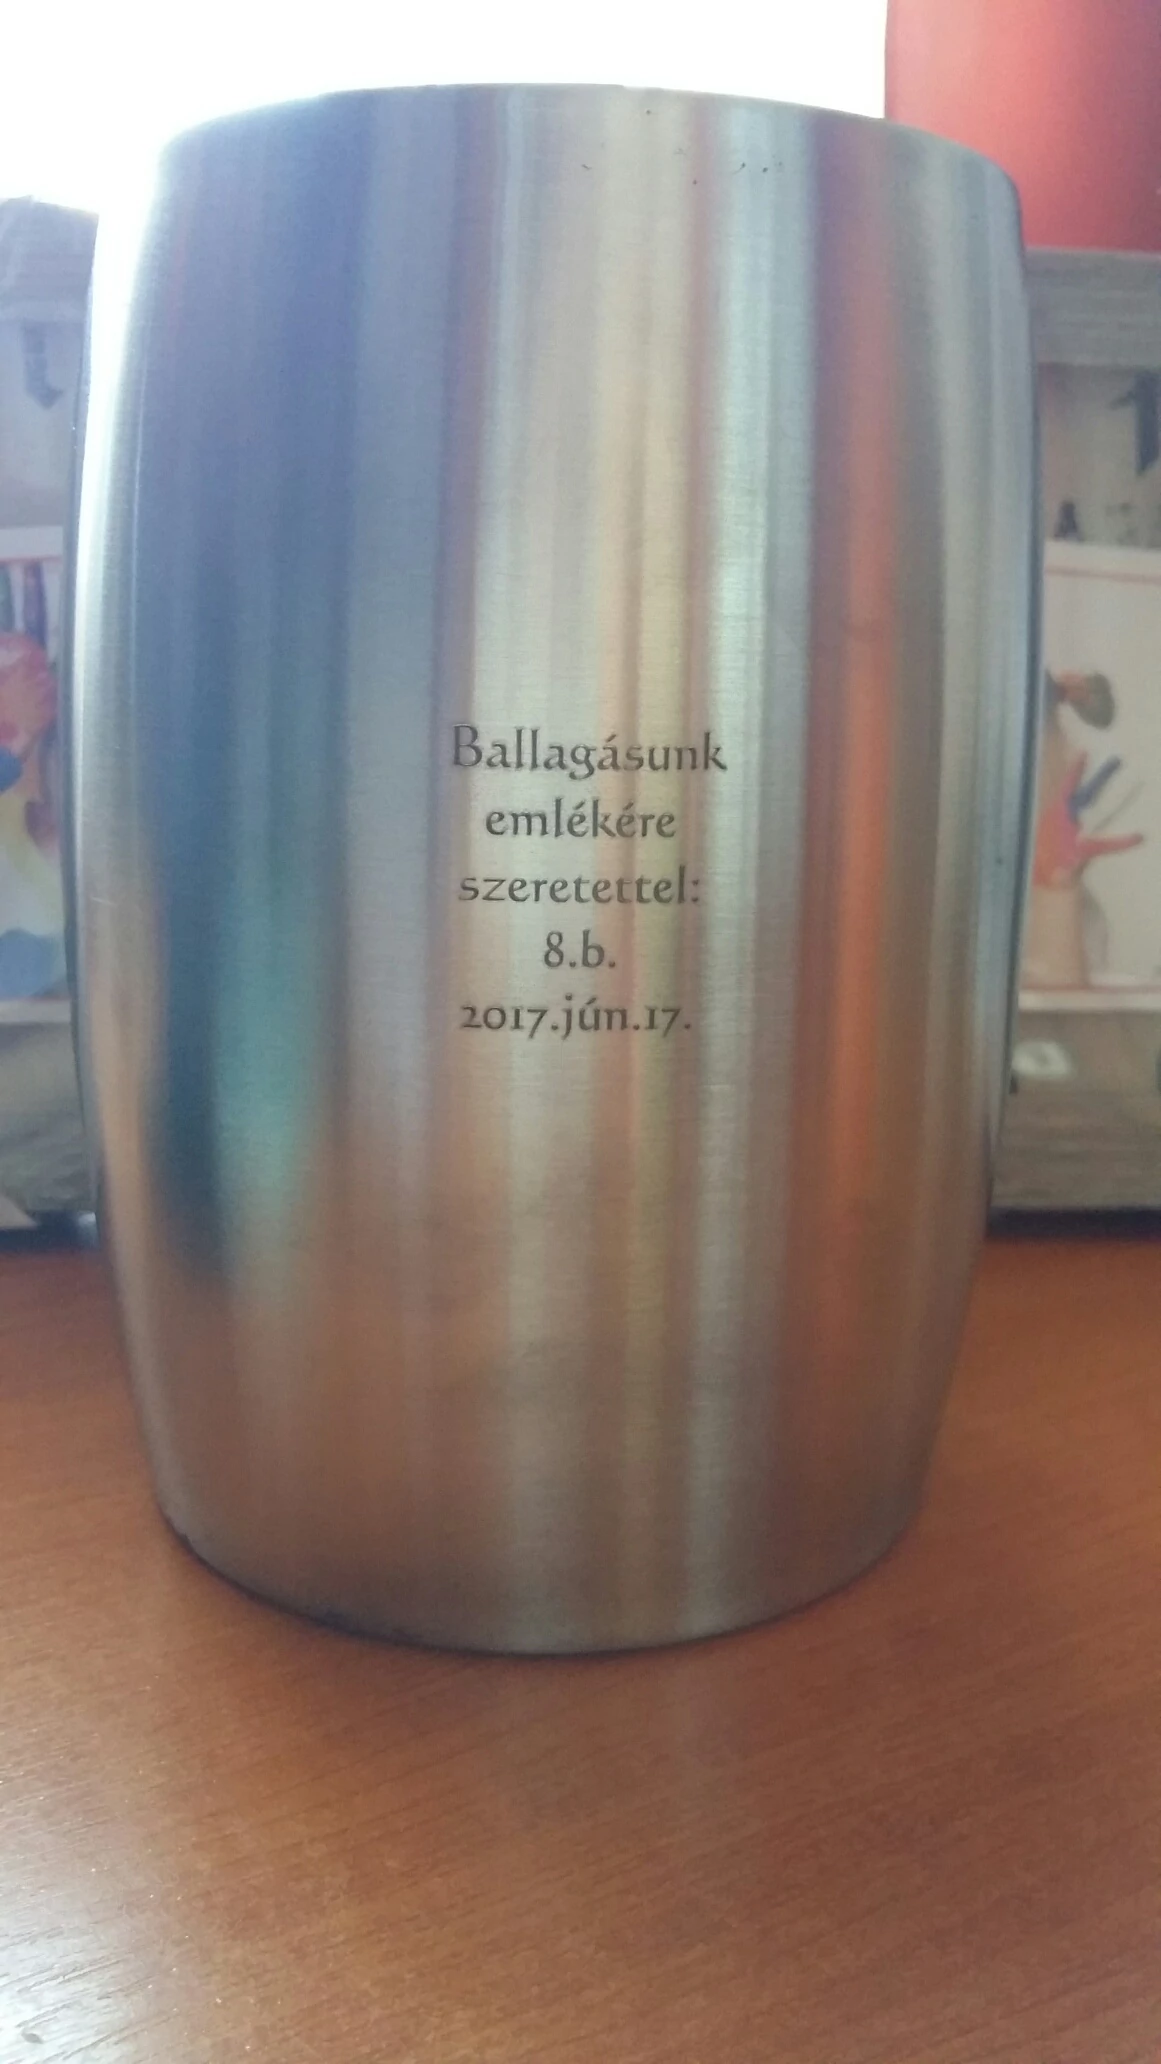 Ballagásunk
emlékére
szeretettel:
8.b.
2017.jún.17.